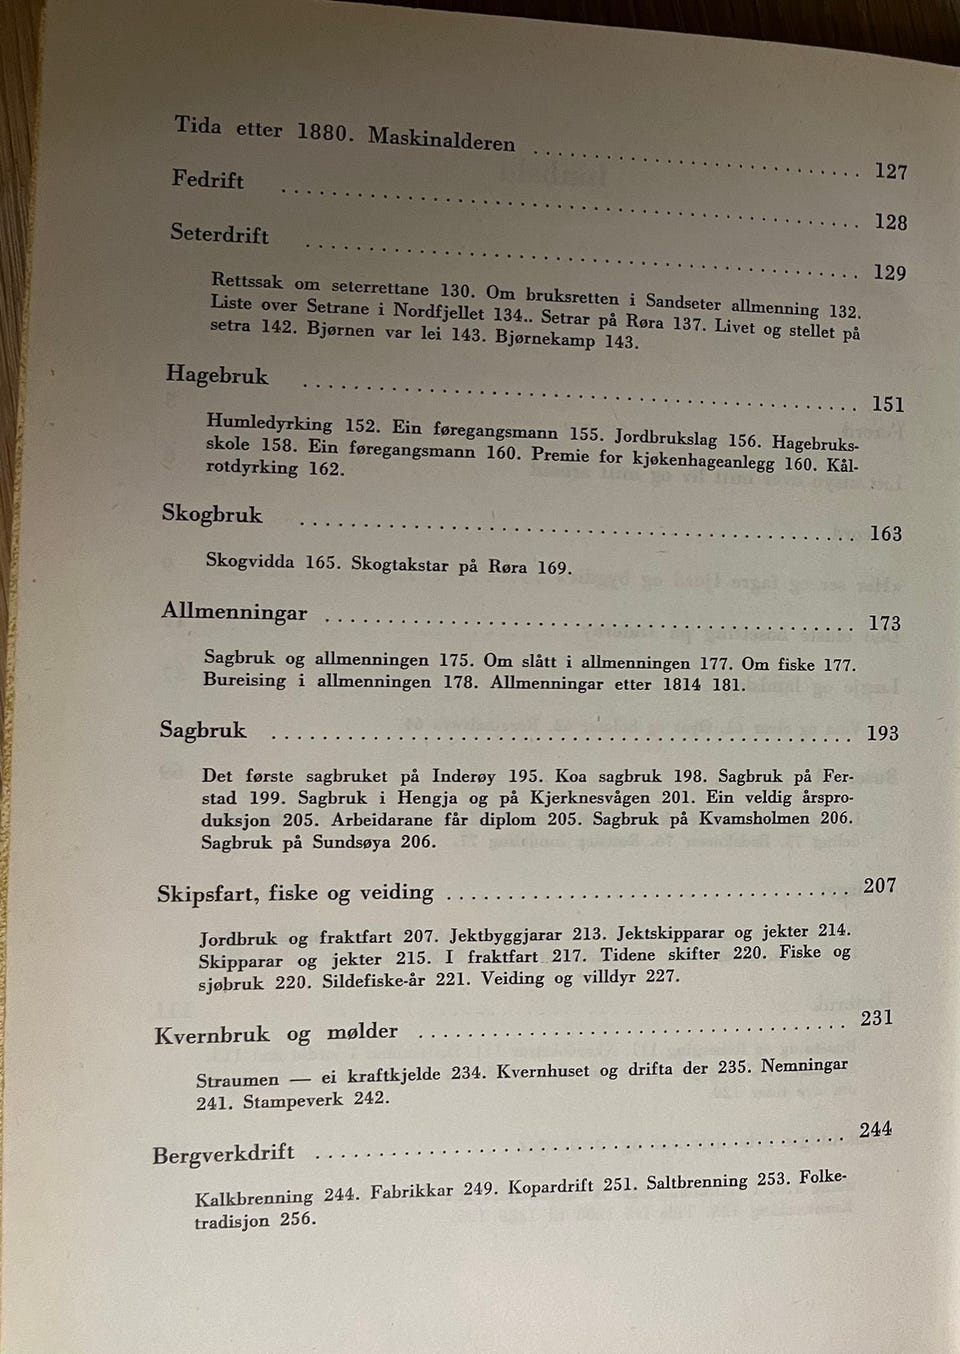 Tida etter 1880. Maskinalderen ............................ 127
Fedrift ............................................... 128
Seterdrift ............................................. 129
Rettssak om seterrettane 130. Om bruksretten i Sandseter allmenning 132.
Liste over Setrane i Nordfjellet 134.. Setrar på Røra 137. Livet og stellet på
setra 142. Bjørnen var lei 143. Bjørnekamp 143.
Hagebruk ............................................. 151
Humledyrking 152. Ein føregangsmann 155. Jordbrukslag 156. Hagebruks-
skole 158. Ein føregangsmann 160. Premie for kjøkenhageanlegg 160. Kål-
rotdyrking 162.
Skogbruk ............................................. 163
Skogvidda 165. Skogtakstar på Røra 169.
Allmenningar ........................................... 173
Sagbruk og allmenningen 175. Om slått i allmenningen 177. Om fiske 177.
Bureising i allmenningen 178. Allmenningar etter 1814 181.
Sagbruk ............................................... 193
Det første sagbruket på Inderøy 195. Koa sagbruk 198. Sagbruk på Fer-
stad 199. Sagbruk i Hengja og på Kjerknesvågen 201. Ein veldig årspro-
duksjon 205. Arbeidarane får diplom 205. Sagbruk på Kvamsholmen 206.
Sagbruk på Sundsøya 206.
Skipsfart, fiske og veiding ................................. 207
Jordbruk og fraktfart 207. Jektbyggjarar 213. Jektskipparar og jekter 214.
Skipparar og jekter 215. I fraktfart 217. Tidene skifter 220. Fiske og
sjøbruk 220. Sildefiske-år 221. Veiding og villdyr 227.
Kvernbruk og mølder ................................... 231
Straumen — ei kraftkjelde 234. Kvernhuset og drifta der 235. Nemningar
241. Stampeverk 242.
Bergverkdrift ........................................... 244
Kalkbrenning 244. Fabrikkar 249. Kopardrift 251. Saltbrenning 253. Folke-
tradisjon 256.